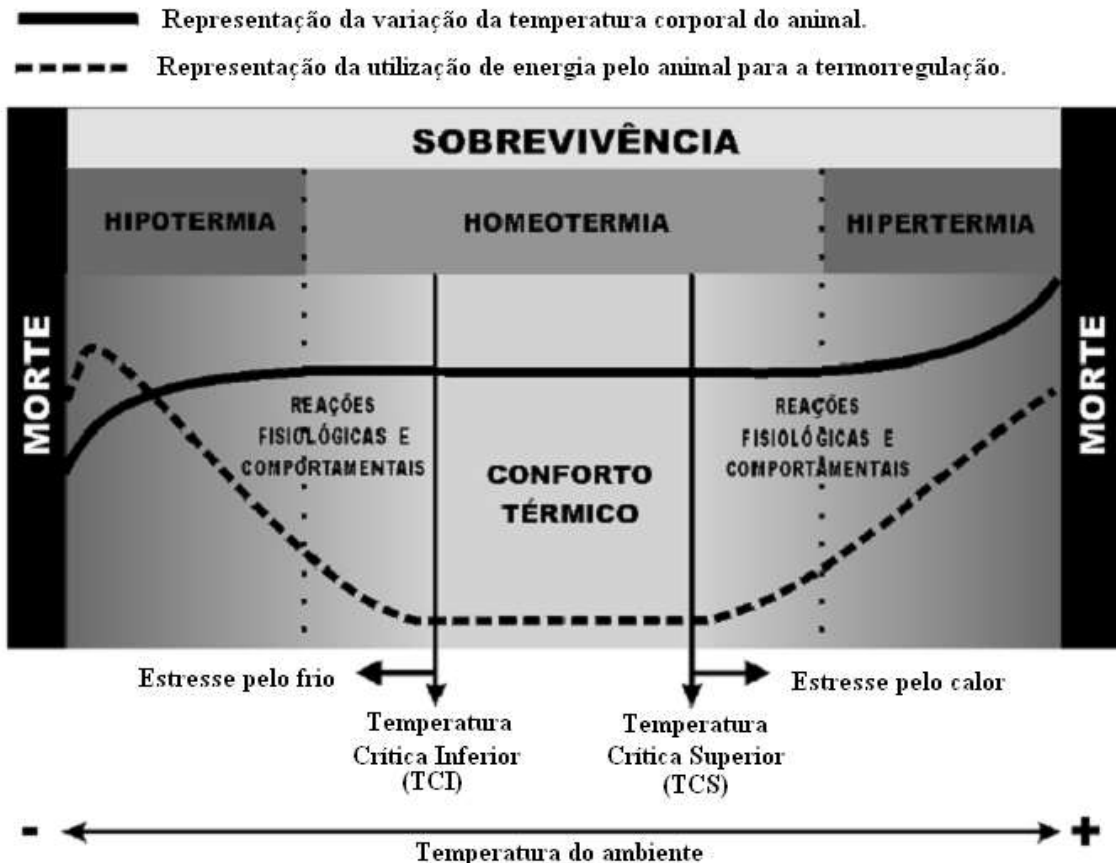 Representação da variação da temperatura corporal do animal.
Representação da utilização de energia pelo animal para a termorregulação.
SOBREVIVÊNCIA
HIPOTERMIA
HOMEOTERMIA
HIPERTERMIA
MORTE
MORTE
REAÇÕES
FISIOLÓGICAS E
COMPORTAMENTAIS
CONFORTO
TÉRMICO
REAÇÕES
FISIOLÓGICAS E
COMPORTAMENTAIS
Estresse pelo frio
Estresse pelo calor
Temperatura
Crítica Inferior
(TCI)
Temperatura
Crítica Superior
(TCS)
-
+
Temperatura do ambiente